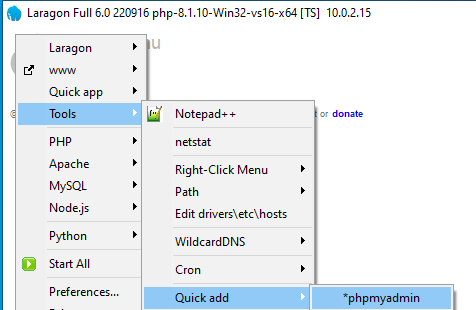 Laragon Full 6.0 220916 php-8.1.10-Win32-vs16-x64 [TS] 10.0.2.15
Laragon
www
Quick app
Tools
PHP
Apache
MySQL
Node.js
Python
Start All
Preferences...
Notepad++
netstat
Right-Click Menu
Path
Edit drivers\etc\hosts
WildcardDNS
Cron
Quick add
*phpmyadmin
or donate